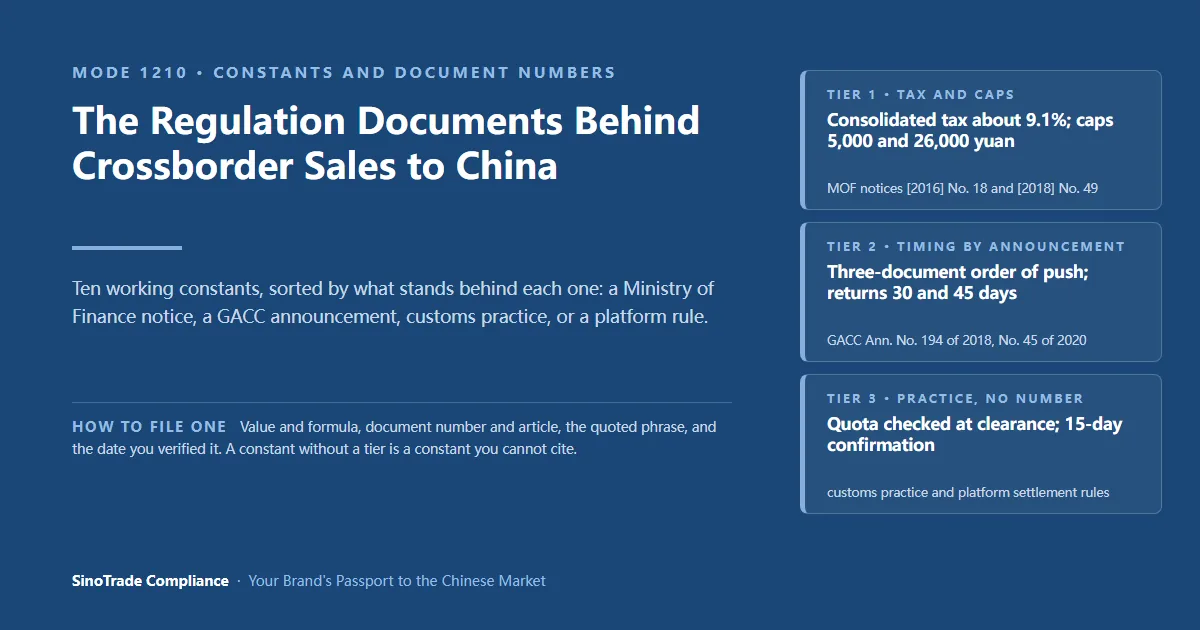 MODE 1210 • CONSTANTS AND DOCUMENT NUMBERS
The Regulation Documents Behind
Crossborder Sales to China
Ten working constants, sorted by what stands behind each one: a Ministry of
Finance notice, a GACC announcement, customs practice, or a platform rule.
HOW TO FILE ONE Value and formula, document number and article, the quoted phrase, and
the date you verified it. A constant without a tier is a constant you cannot cite.
SinoTrade Compliance · Your Brand's Passport to the Chinese Market
TIER 1 • TAX AND CAPS
Consolidated tax about 9.1%; caps
5,000 and 26,000 yuan
MOF notices [2016] No. 18 and [2018] No. 49
TIER 2 • TIMING BY ANNOUNCEMENT
Three-document order of push;
returns 30 and 45 days
GACC Ann. No. 194 of 2018, No. 45 of 2020
TIER 3 • PRACTICE, NO NUMBER
Quota checked at clearance; 15-day
confirmation
customs practice and platform settlement rules